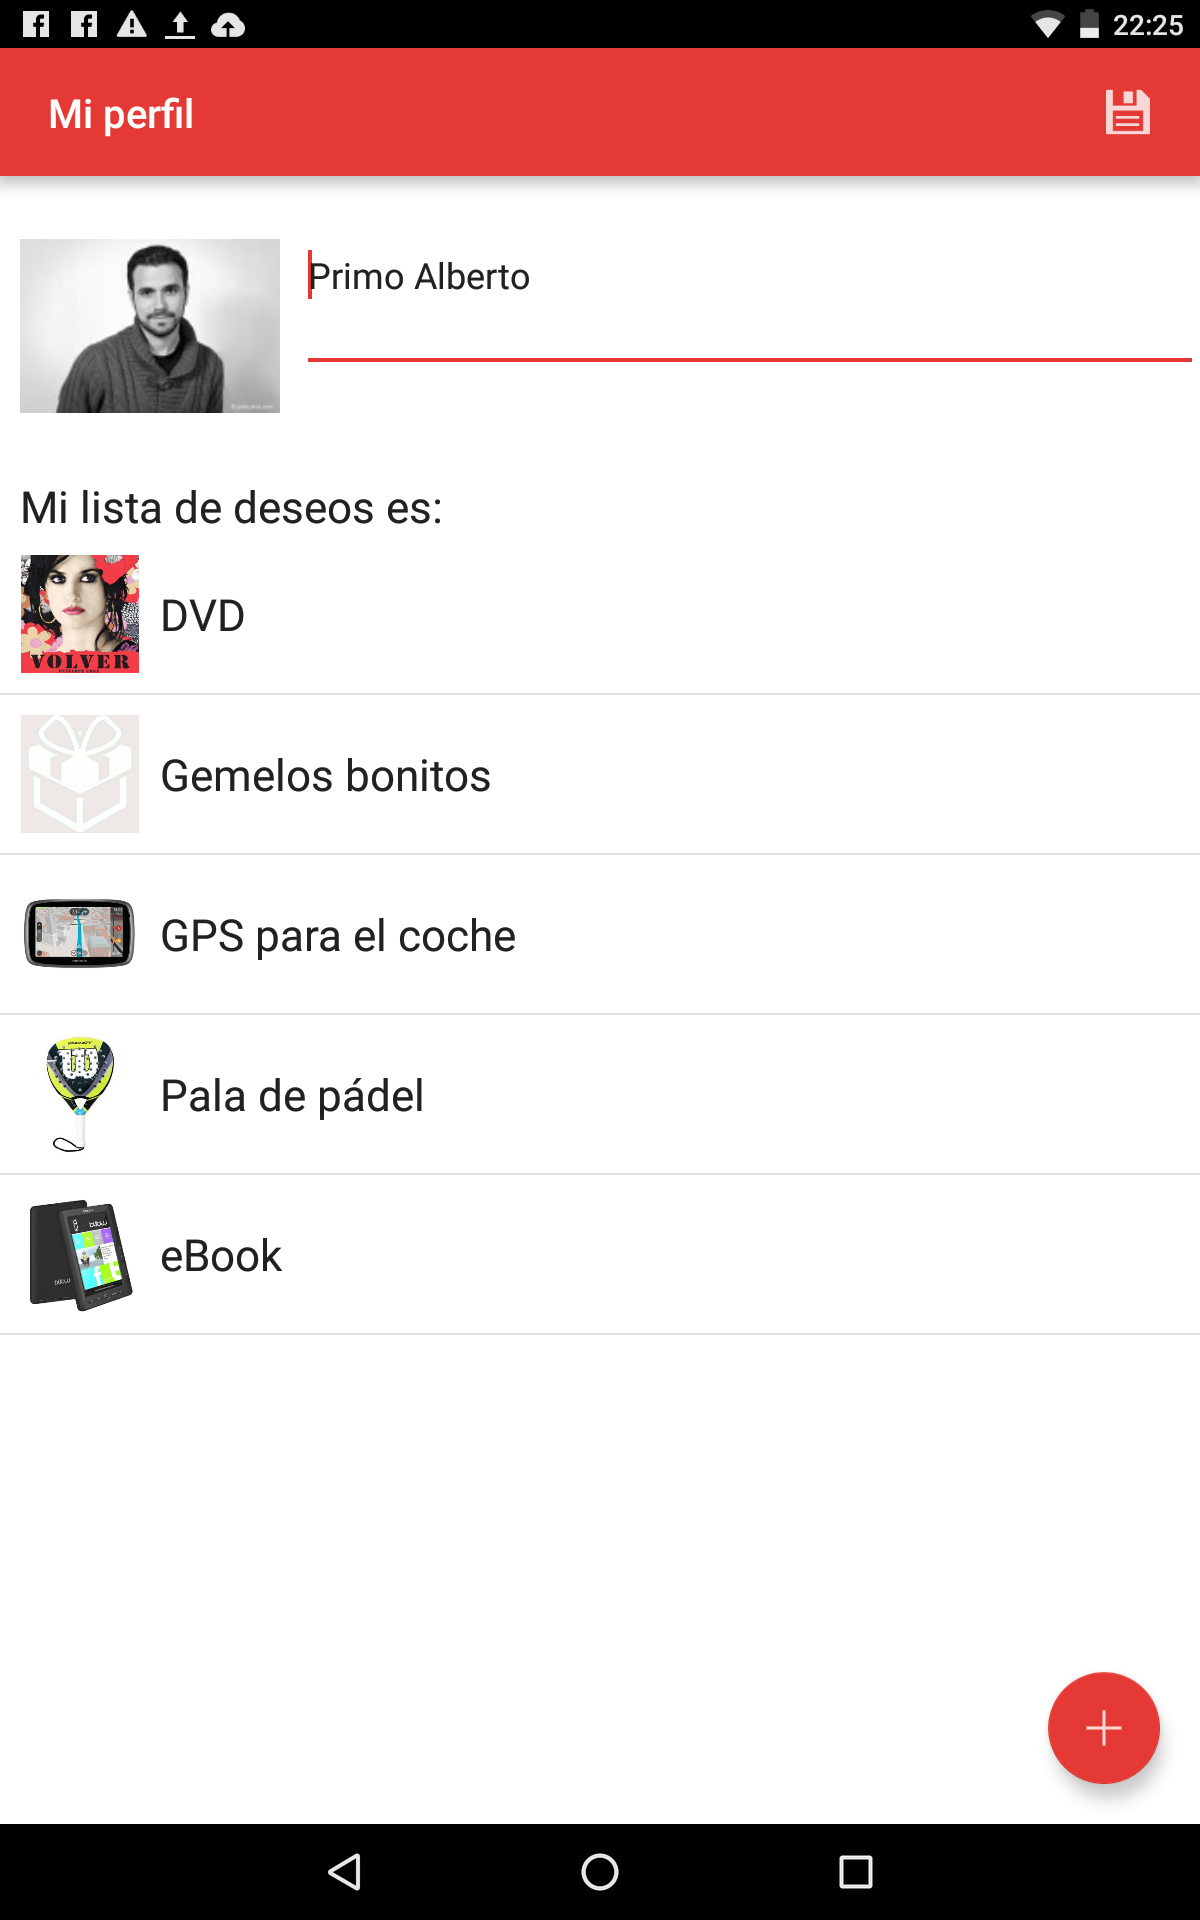 22:25
Mi perfil
Primo Alberto
Mi lista de deseos es:
VOLVER
DVD
Gemelos bonitos
GPS para el coche
Pala de pádel
eBook